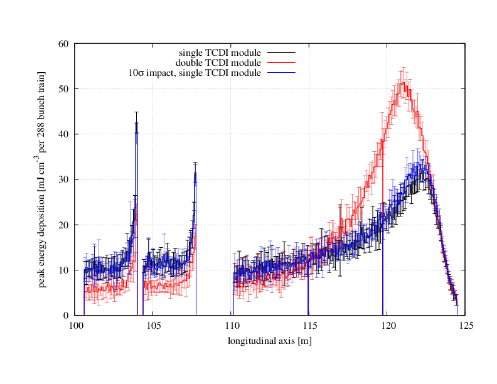 single TCDI module
double TCDI module
10σ impact, single TCDI module
peak energy deposition [mJ cm⁻³ per 288 bunch train]
60
50
40
30
20
10
0
100 105 110 115 120 125
longitudinal axis [m]